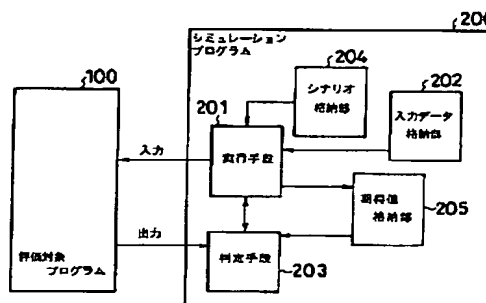 200
シミュレーション
プログラム
204
シナリオ
格納部
202
入力データ
格納部
100
201
実行手段
入力
期待値
格納部
205
出力
判定手段
203
評価対象
プログラム